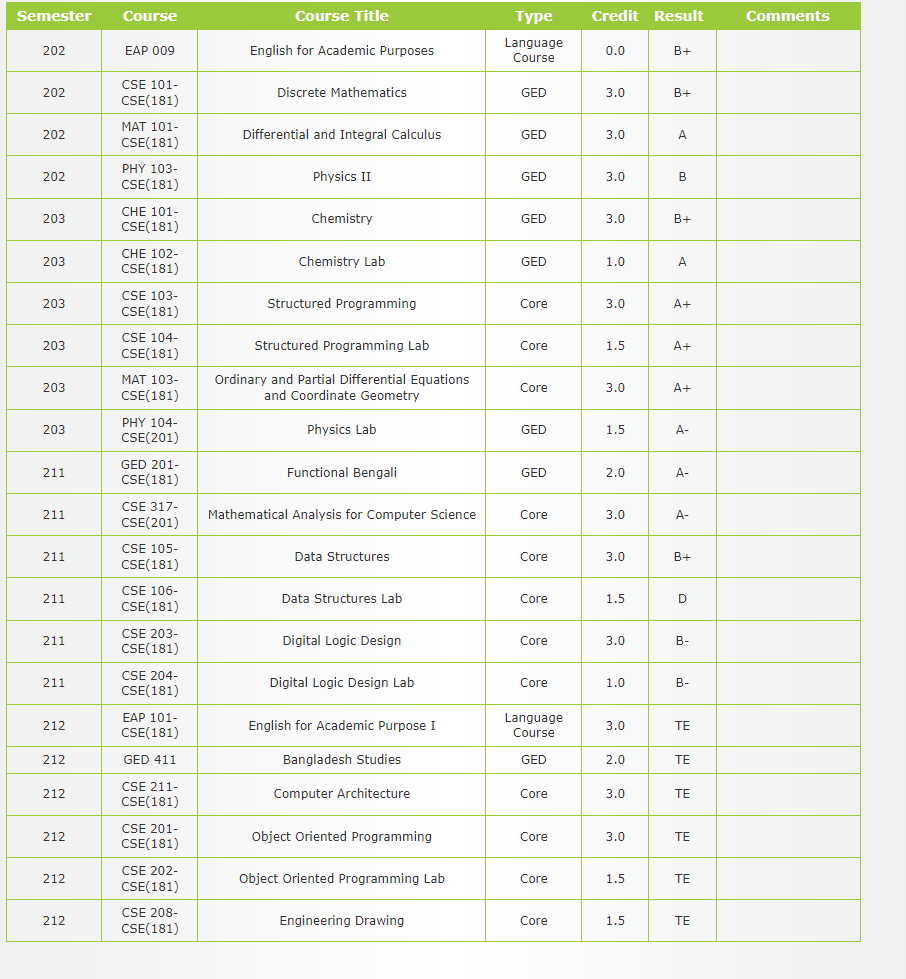 Semester Course Course Title Type Credit Result Comments
202 EAP 009 English for Academic Purposes Language Course 0.0 B+
202 CSE 101-CSE(181) Discrete Mathematics GED 3.0 B+
202 MAT 101-CSE(181) Differential and Integral Calculus GED 3.0 A
202 PHY 103-CSE(181) Physics II GED 3.0 B
203 CHE 101-CSE(181) Chemistry GED 3.0 B+
203 CHE 102-CSE(181) Chemistry Lab GED 1.0 A
203 CSE 103-CSE(181) Structured Programming Core 3.0 A+
203 CSE 104-CSE(181) Structured Programming Lab Core 1.5 A+
203 MAT 103-CSE(181) Ordinary and Partial Differential Equations and Coordinate Geometry Core 3.0 A+
203 PHY 104-CSE(201) Physics Lab GED 1.5 A-
211 GED 201-CSE(181) Functional Bengali GED 2.0 A-
211 CSE 317-CSE(201) Mathematical Analysis for Computer Science Core 3.0 A-
211 CSE 105-CSE(181) Data Structures Core 3.0 B+
211 CSE 106-CSE(181) Data Structures Lab Core 1.5 D
211 CSE 203-CSE(181) Digital Logic Design Core 3.0 B-
211 CSE 204-CSE(181) Digital Logic Design Lab Core 1.0 B-
212 EAP 101-CSE(181) English for Academic Purpose I Language Course 3.0 TE
212 GED 411 Bangladesh Studies GED 2.0 TE
212 CSE 211-CSE(181) Computer Architecture Core 3.0 TE
212 CSE 201-CSE(181) Object Oriented Programming Core 3.0 TE
212 CSE 202-CSE(181) Object Oriented Programming Lab Core 1.5 TE
212 CSE 208-CSE(181) Engineering Drawing Core 1.5 TE